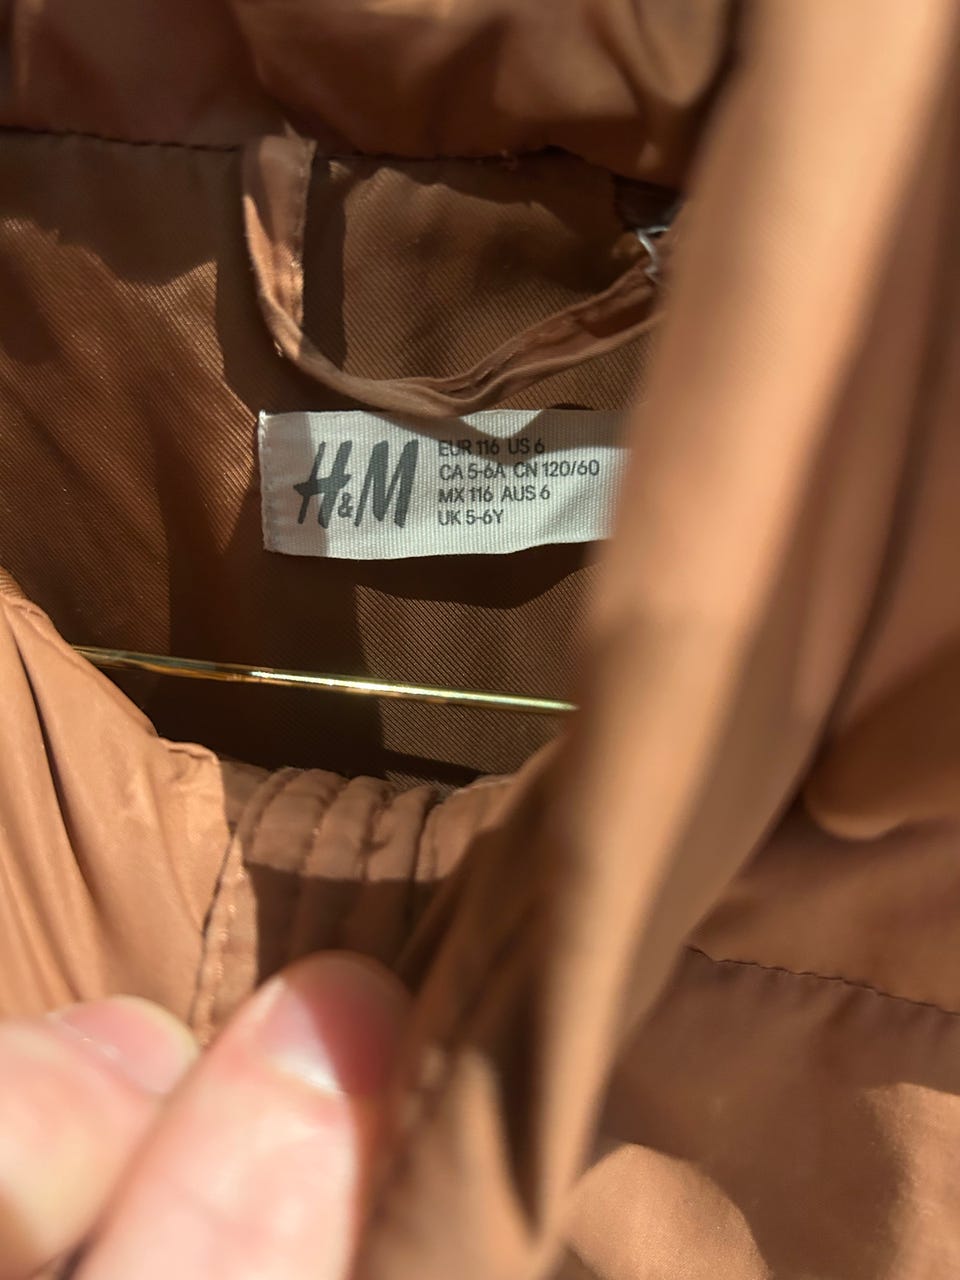 H&M
EUR 116 US 6
CA 5-6A CN 120/60
MX 116 AUS 6
UK 5-6Y